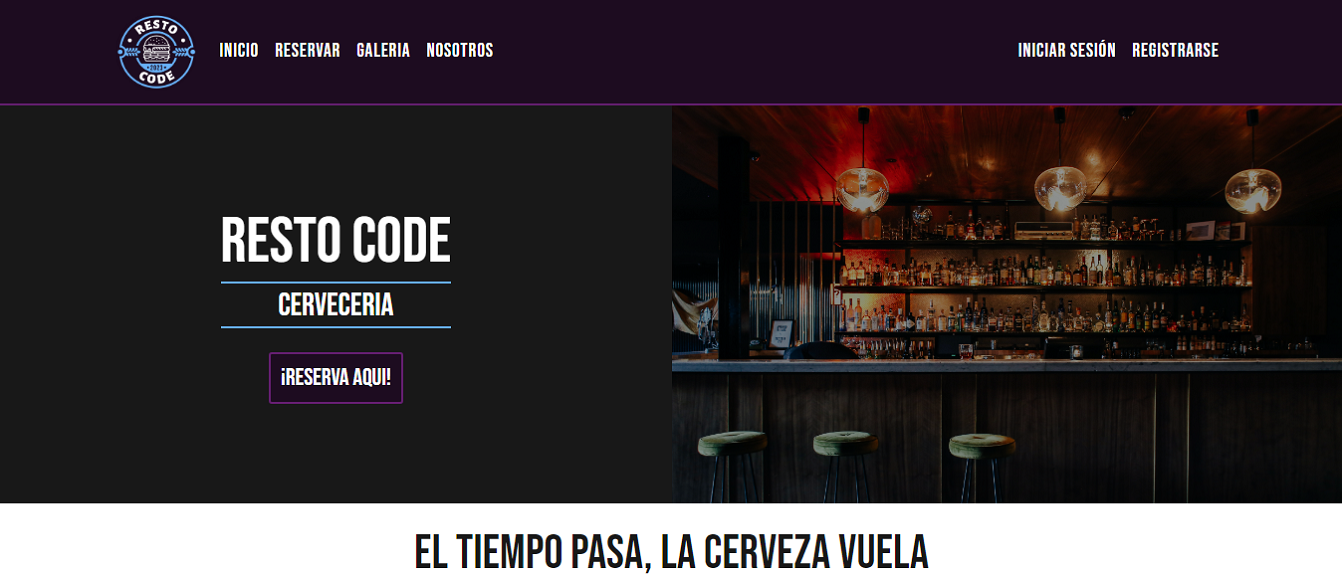 RESTO
2023
CODE
INICIO RESERVAR GALERIA NOSOTROS
INICIAR SESIÓN REGISTRARSE
RESTO CODE
CERVECERIA
¡RESERVA AQUI!
EL TIEMPO PASA, LA CERVEZA VUELA